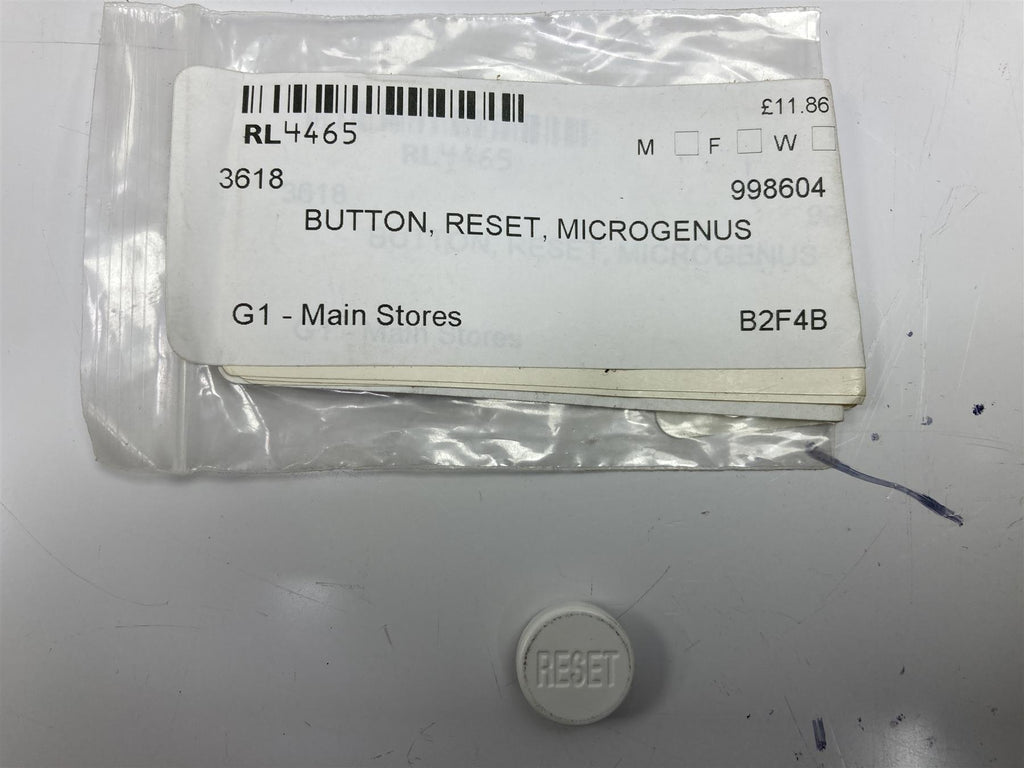 £11.86
RL4465
M F W
3618 998604
BUTTON, RESET, MICROGENUS
G1 - Main Stores B2F4B
RESET